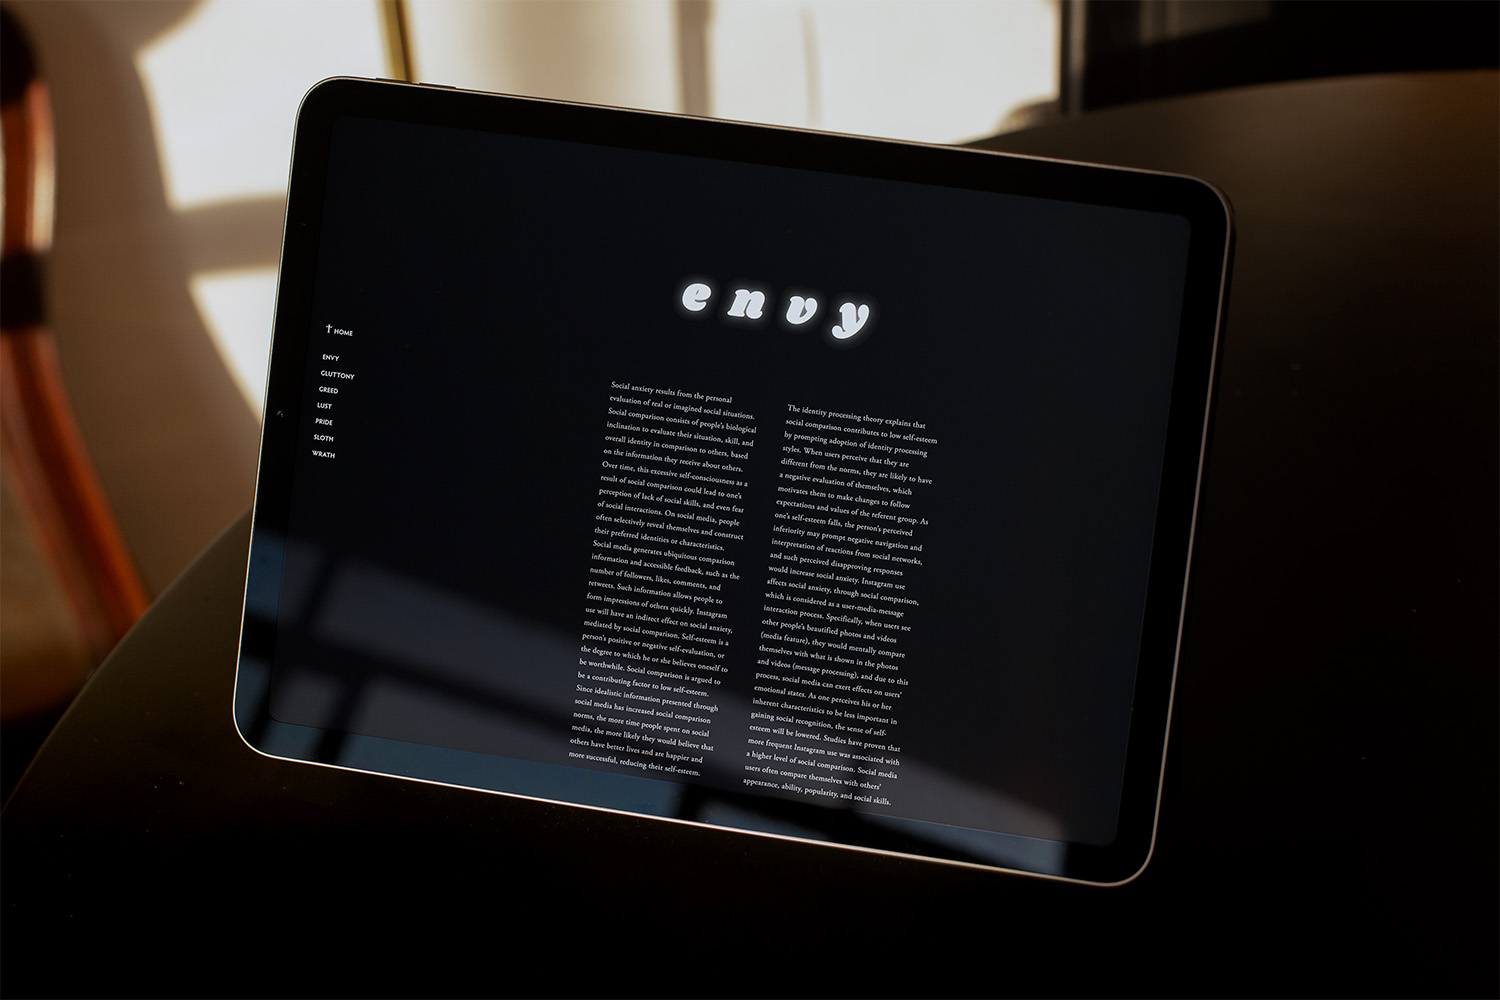 envy
† HOME
ENVY
GLUTTONY
GREED
LUST
PRIDE
SLOTH
WRATH
Social anxiety results from the personal
evaluation of real or imagined social situations.
Social comparison consists of people's biological
inclination to evaluate their situation, skill, and
overall identity in comparison to others, based
on the information they receive about others.
Over time, this excessive self-consciousness as a
result of social comparison could lead to one's
perception of lack of social skills, and even fear
of social interactions. On social media, people
often selectively reveal themselves and construct
their preferred identities or characteristics.
Social media generates ubiquitous comparison
information and accessible feedback, such as the
number of followers, likes, comments, and
retweets. Such information allows people to
form impressions of others quickly. Instagram
use will have an indirect effect on social anxiety,
mediated by social comparison. Self-esteem is a
person's positive or negative self-evaluation, or
the degree to which he or she believes oneself to
be worthwhile. Social comparison is argued to
be a contributing factor to low self-esteem.
Since idealistic information presented through
social media has increased social comparison
norms, the more time people spent on social
media, the more likely they would believe that
others have better lives and are happier and
more successful, reducing their self-esteem.
The identity processing theory explains that
social comparison contributes to low self-esteem
by prompting adoption of identity processing
styles. When users perceive that they are
different from the norms, they are likely to have
a negative evaluation of themselves, which
motivates them to make changes to follow
expectations and values of the referent group. As
one's self-esteem falls, the person's perceived
inferiority may prompt negative navigation and
interpretation of reactions from social networks,
and such perceived disapproving responses
would increase social anxiety. Instagram use
affects social anxiety, through social comparison,
which is considered as a user-media-message
interaction process. Specifically, when users see
other people's beautified photos and videos
(media feature), they would mentally compare
themselves with what is shown in the photos
and videos (message processing), and due to this
process, social media can exert effects on users'
emotional states. As one perceives his or her
inherent characteristics to be less important in
gaining social recognition, the sense of self-
esteem will be lowered. Studies have proven that
more frequent Instagram use was associated with
a higher level of social comparison. Social media
users often compare themselves with others'
appearance, ability, popularity, and social skills.